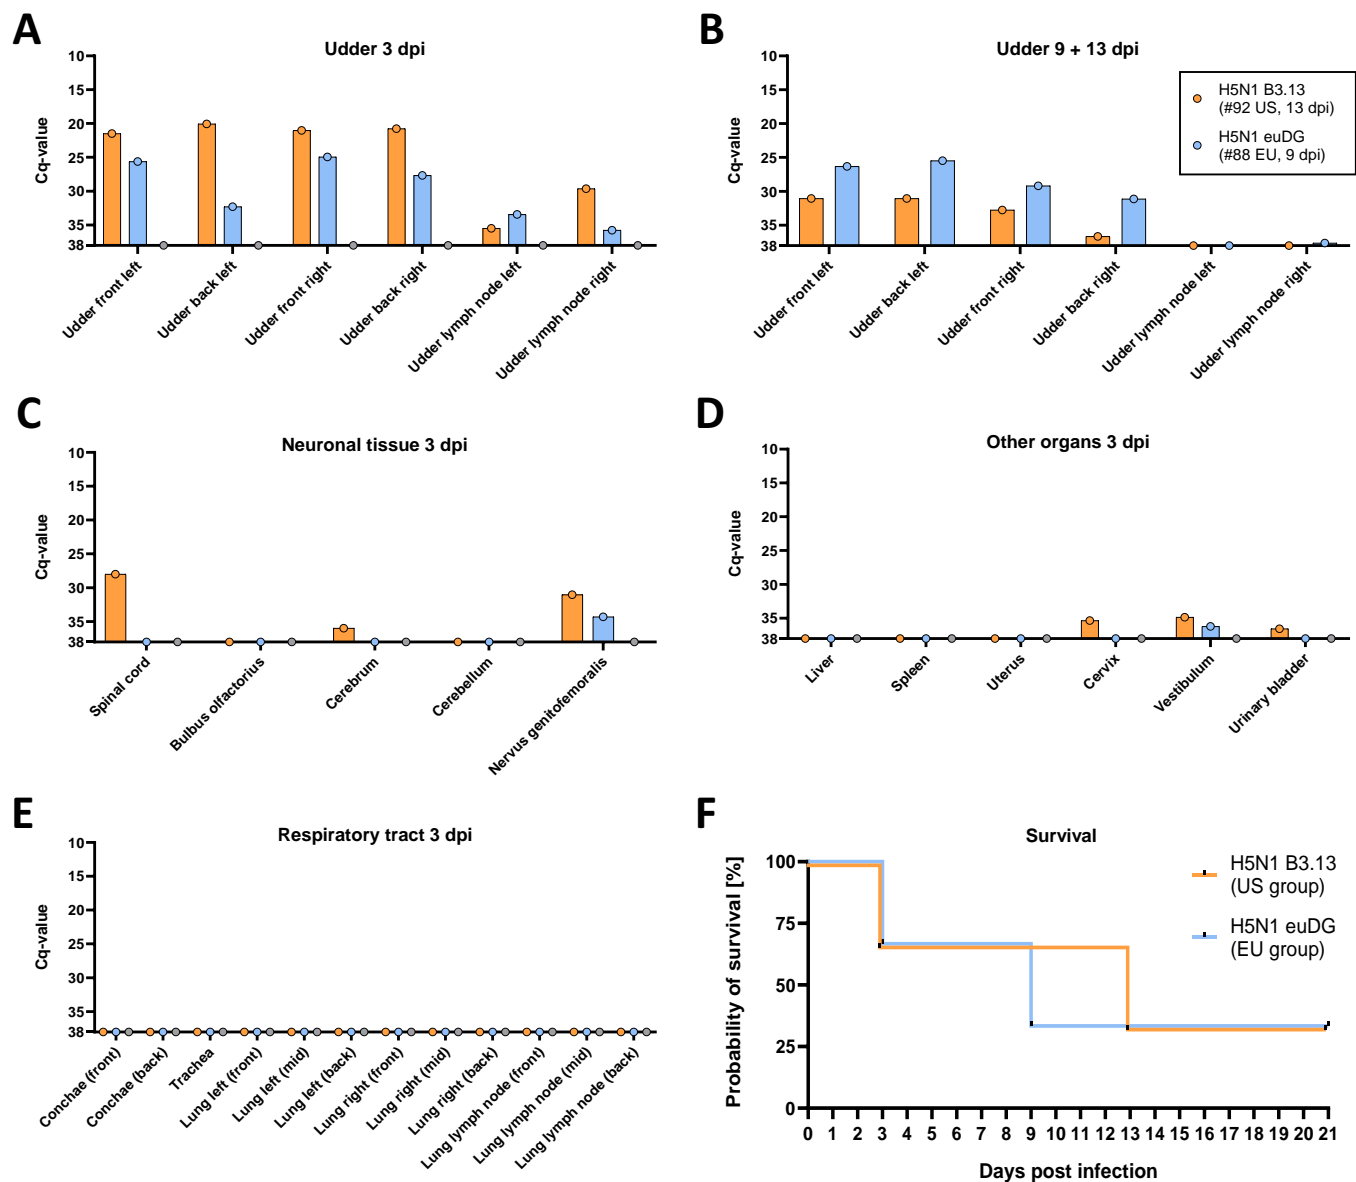 A
Udder 3 dpi
Cq-value
10
15
20
25
30
35
38
Udder front left
Udder back left
Udder front right
Udder back right
Udder lymph node left
Udder lymph node right
B
Udder 9 + 13 dpi
H5N1 B3.13
(#92 US, 13 dpi)
H5N1 euDG
(#88 EU, 9 dpi)
Cq-value
10
15
20
25
30
35
38
Udder front left
Udder back left
Udder front right
Udder back right
Udder lymph node left
Udder lymph node right
C
Neuronal tissue 3 dpi
Cq-value
10
15
20
25
30
35
38
Spinal cord
Bulbus olfactorius
Cerebrum
Cerebellum
Nervus genitofemoralis
D
Other organs 3 dpi
Cq-value
10
15
20
25
30
35
38
Liver
Spleen
Uterus
Cervix
Vestibulum
Urinary bladder
E
Respiratory tract 3 dpi
Cq-value
10
15
20
25
30
35
38
Conchae (front)
Conchae (back)
Trachea
Lung left (front)
Lung left (mid)
Lung left (back)
Lung right (front)
Lung right (mid)
Lung right (back)
Lung lymph node (front)
Lung lymph node (mid)
Lung lymph node (back)
F
Survival
H5N1 B3.13
(US group)
H5N1 euDG
(EU group)
Probability of survival [%]
100
75
50
25
0
0 1 2 3 4 5 6 7 8 9 10 11 12 13 14 15 16 17 18 19 20 21
Days post infection